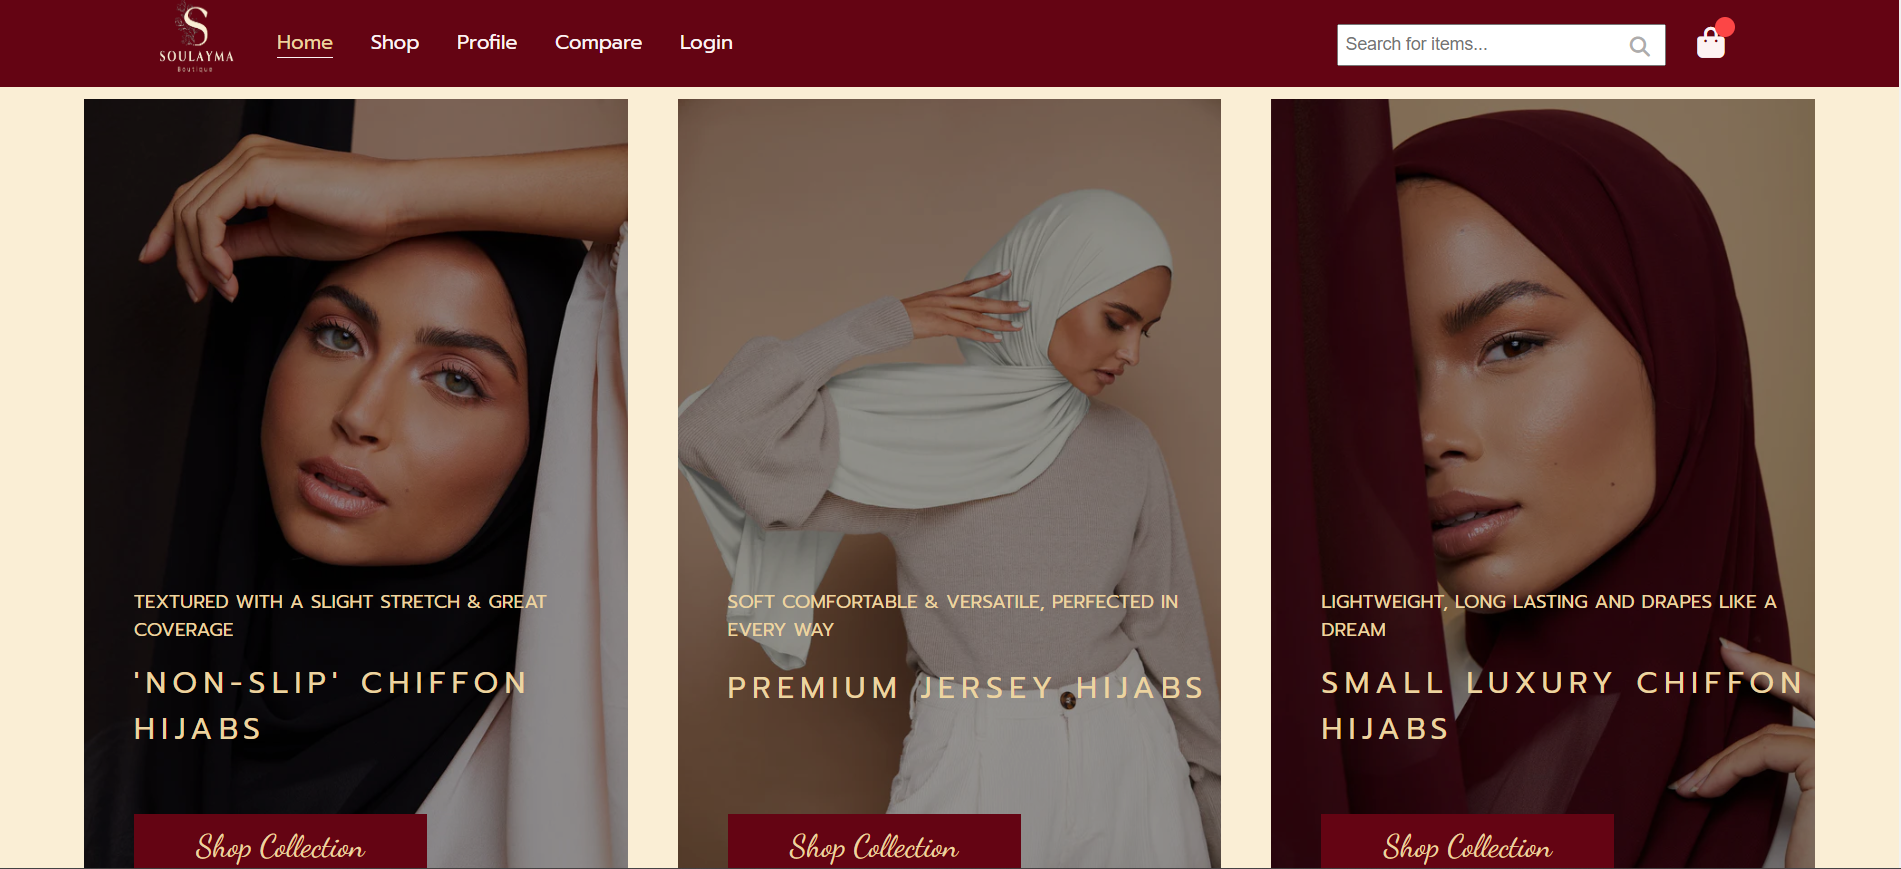 S
SOULAYMA
Boutique
Home Shop Profile Compare Login
Search for items...
TEXTURED WITH A SLIGHT STRETCH & GREAT
COVERAGE
'NON-SLIP' CHIFFON
HIJABS
Shop Collection
SOFT COMFORTABLE & VERSATILE, PERFECTED IN
EVERY WAY
PREMIUM JERSEY HIJABS
Shop Collection
LIGHTWEIGHT, LONG LASTING AND DRAPES LIKE A
DREAM
SMALL LUXURY CHIFFON
HIJABS
Shop Collection